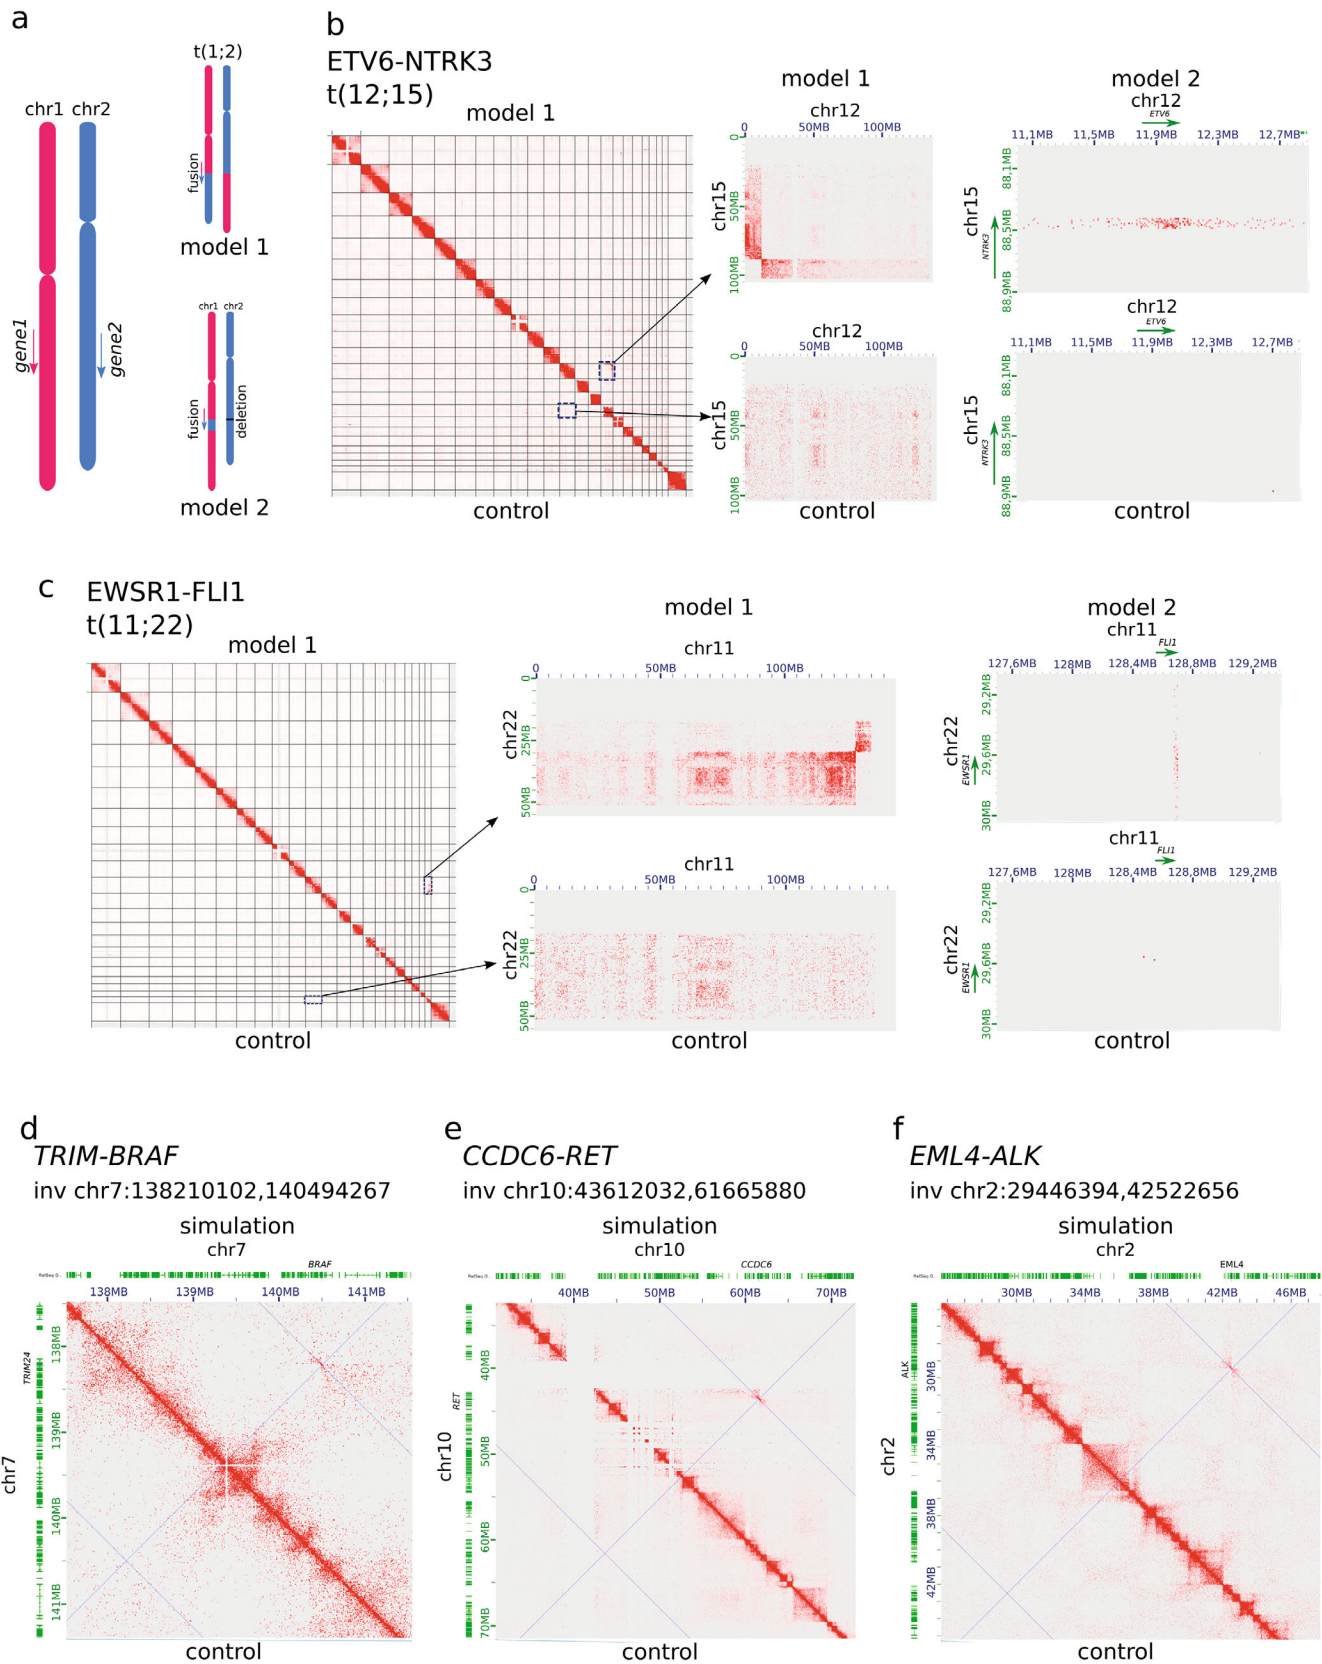 a
chr1 chr2
gene1
gene2
t(1;2)
fusion
model 1
chr1 chr2
fusion
deletion
model 2
b
ETV6-NTRK3
t(12;15)
model 1
control
model 1
chr12
0 50MB 100MB
chr15
0
50MB
100MB
chr12
0 50MB 100MB
chr15
0
50MB
100MB
control
model 2
chr12
ETV6
11,1MB 11,5MB 11,9MB 12,3MB 12,7MB
chr15
NTRK3
88,1MB
88,5MB
88,9MB
chr12
ETV6
11,1MB 11,5MB 11,9MB 12,3MB 12,7MB
chr15
NTRK3
88,1MB
88,5MB
88,9MB
control
c
EWSR1-FLI1
t(11;22)
model 1
control
model 1
chr11
0 50MB 100MB
chr22
0
25MB
50MB
chr11
0 50MB 100MB
chr22
0
25MB
50MB
control
model 2
chr11
FLI1
127,6MB 128MB 128,4MB 128,8MB 129,2MB
chr22
EWSR1
29,2MB
29,6MB
30MB
chr11
FLI1
127,6MB 128MB 128,4MB 128,8MB 129,2MB
chr22
EWSR1
29,2MB
29,6MB
30MB
control
d
TRIM-BRAF
inv chr7:138210102,140494267
simulation
chr7
BRAF
RefSeq G..
138MB 139MB 140MB 141MB
TRIM24
chr7
138MB
139MB
140MB
141MB
control
e
CCDC6-RET
inv chr10:43612032,61665880
simulation
chr10
CCDC6
RefSeq G..
40MB 50MB 60MB 70MB
RET
chr10
40MB
50MB
60MB
70MB
control
f
EML4-ALK
inv chr2:29446394,42522656
simulation
chr2
EML4
RefSeq G..
30MB 34MB 38MB 42MB 46MB
ALK
chr2
30MB
34MB
38MB
42MB
control